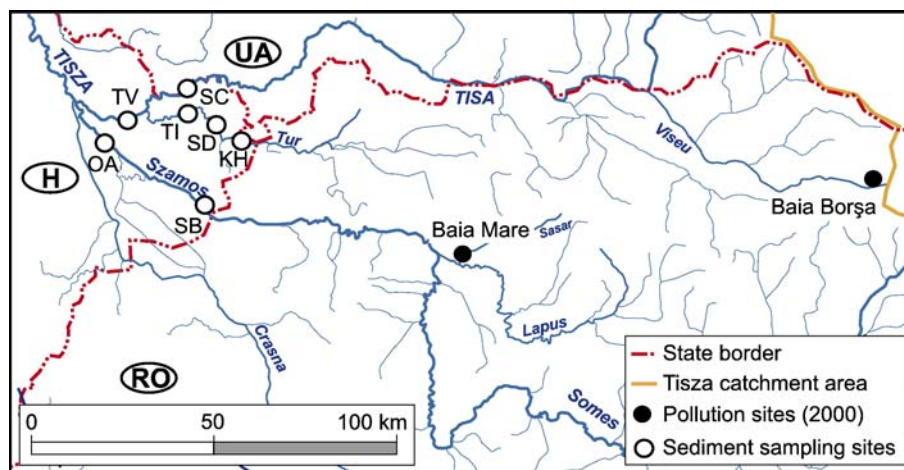 UA
TISZA
SC
TV
TISA
TI
SD
KH
Tur
OA
Viseu
H
Szamos
SB
Baia Borşa
Baia Mare
Sasar
Lapus
Crasna
RO
Somes
State border
Tisza catchment area
Pollution sites (2000)
Sediment sampling sites
0 50 100 km